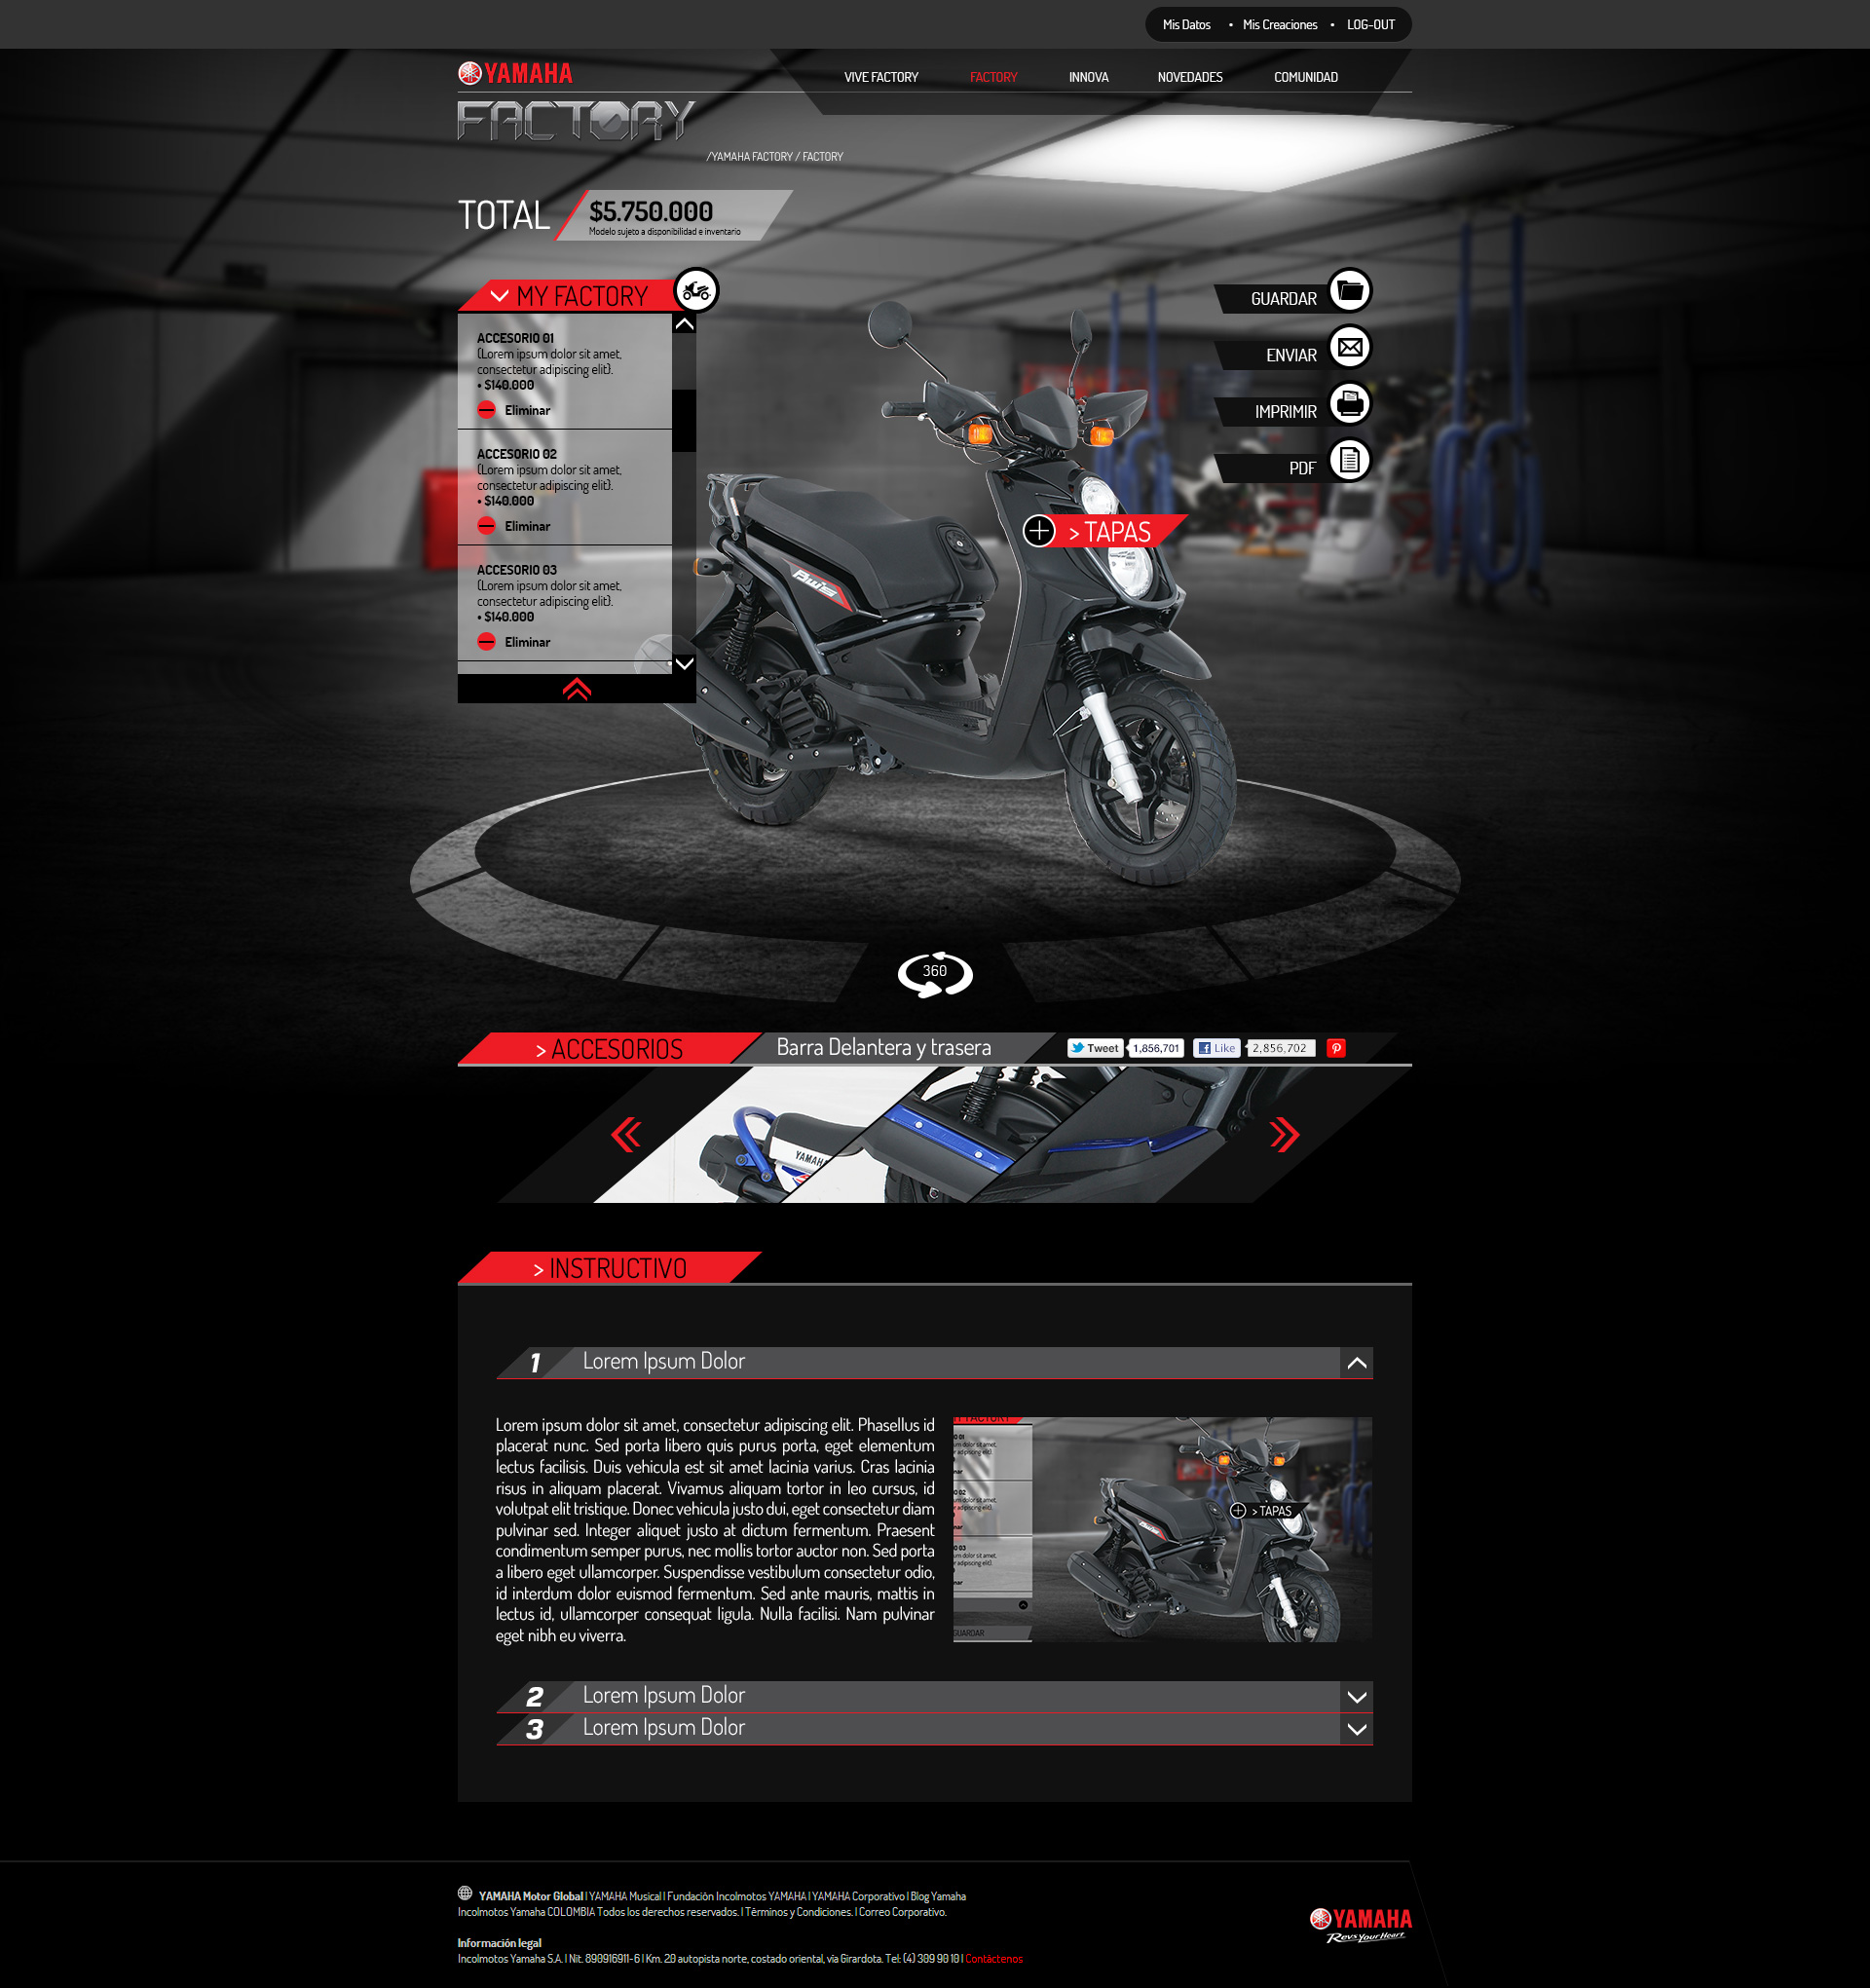 Mis Datos • Mis Creaciones • LOG-OUT
YAMAHA
VIVE FACTORY FACTORY INNOVA NOVEDADES COMUNIDAD
FACTORY
/YAMAHA FACTORY / FACTORY
TOTAL $5.750.000
Modelo sujeto a disponibilidad e inventario
MY FACTORY
ACCESORIO 01
(Lorem ipsum dolor sit amet,
consectetur adipiscing elit).
• $140.000
Eliminar
ACCESORIO 02
(Lorem ipsum dolor sit amet,
consectetur adipiscing elit).
• $140.000
Eliminar
ACCESORIO 03
(Lorem ipsum dolor sit amet,
consectetur adipiscing elit).
• $140.000
Eliminar
GUARDAR
ENVIAR
IMPRIMIR
PDF
> TAPAS
BW'S
360
> ACCESORIOS Barra Delantera y trasera Tweet 1,856,701 Like 2,856,702
YAMAHA
> INSTRUCTIVO
1 Lorem Ipsum Dolor
Lorem ipsum dolor sit amet, consectetur adipiscing elit. Phasellus id
placerat nunc. Sed porta libero quis purus porta, eget elementum
lectus facilisis. Duis vehicula est sit amet lacinia varius. Cras lacinia
risus in aliquam placerat. Vivamus aliquam tortor in leo cursus, id
volutpat elit tristique. Donec vehicula justo dui, eget consectetur diam
pulvinar sed. Integer aliquet justo at dictum fermentum. Praesent
condimentum semper purus, nec mollis tortor auctor non. Sed porta
a libero eget ullamcorper. Suspendisse vestibulum consectetur odio,
id interdum dolor euismod fermentum. Sed ante mauris, mattis in
lectus id, ullamcorper consequat ligula. Nulla facilisi. Nam pulvinar
eget nibh eu viverra.
> TAPAS
GUARDAR
2 Lorem Ipsum Dolor
3 Lorem Ipsum Dolor
YAMAHA Motor Global | YAMAHA Musical | Fundación Incolmotos YAMAHA | YAMAHA Corporativo | Blog Yamaha
Incolmotos Yamaha COLOMBIA Todos los derechos reservados. | Términos y Condiciones. | Correo Corporativo.
Información legal
Incolmotos Yamaha S.A. | Nit. 890916911-6 | Km. 20 autopista norte, costado oriental, vía Girardota. Tel: (4) 309 90 10 | Contáctenos
YAMAHA
Revs Your Heart